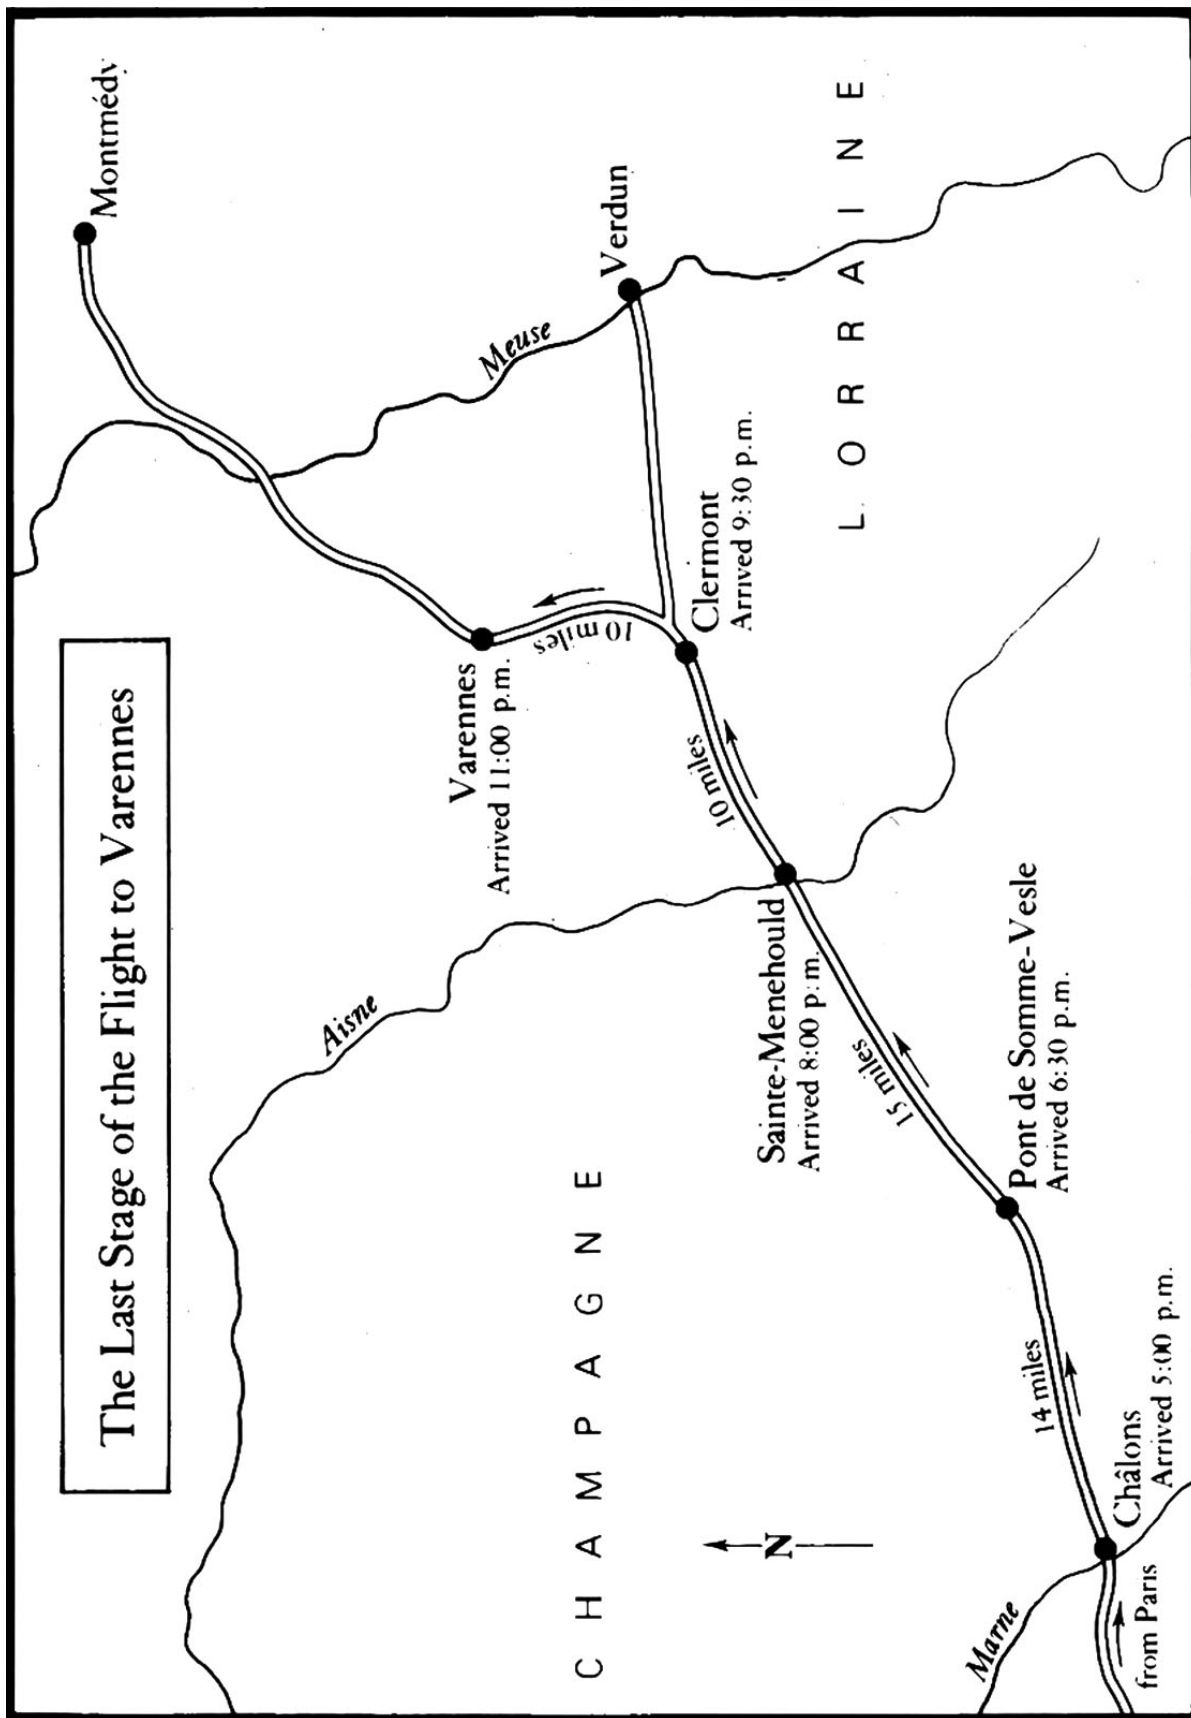 The Last Stage of the Flight to Varennes
Montmédy
Meuse
Verdun
Varennes
Arrived 11:00 p.m.
10 miles
Clermont
Arrived 9:30 p.m.
LORRAINE
Aisne
10 miles
Sainte-Menehould
Arrived 8:00 p.m.
CHAMPAGNE
15 miles
Pont de Somme-Vesle
Arrived 6:30 p.m.
N
14 miles
Châlons
Arrived 5:00 p.m.
Marne
from Paris